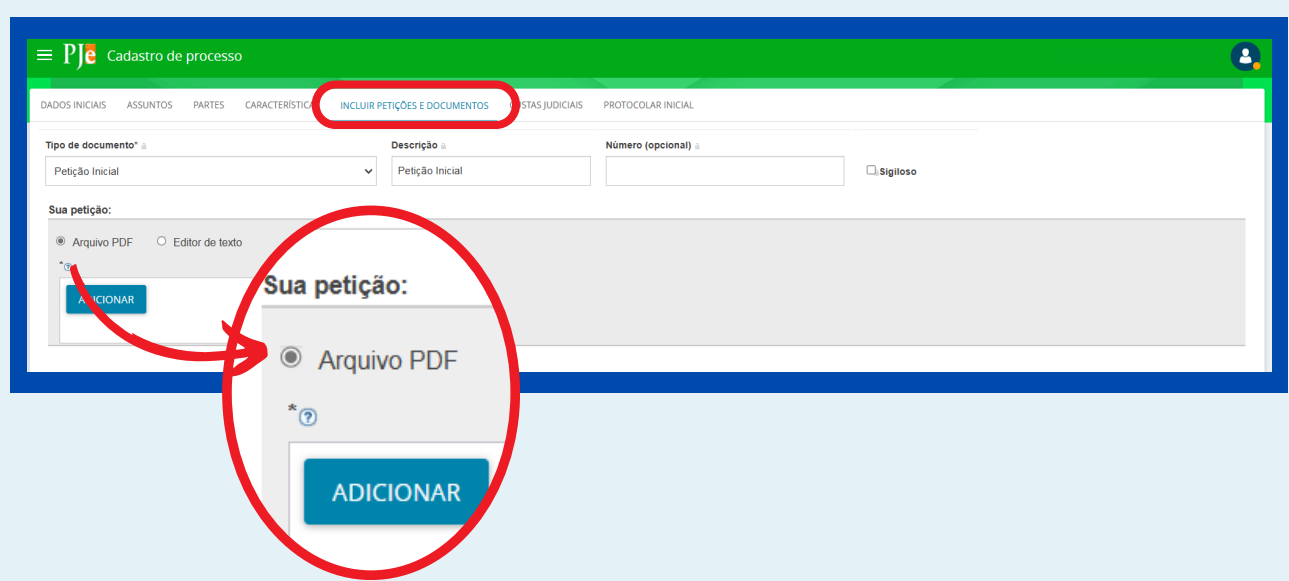 PJe Cadastro de processo
DADOS INICIAIS ASSUNTOS PARTES CARACTERÍSTICA INCLUIR PETIÇÕES E DOCUMENTOS STAS JUDICIAIS PROTOCOLAR INICIAL
Tipo de documento* Descrição Número (opcional)
Petição Inicial Petição Inicial Sigiloso
Sua petição:
Arquivo PDF Editor de texto
*?
ADICIONAR
Sua petição:
Arquivo PDF
*?
ADICIONAR